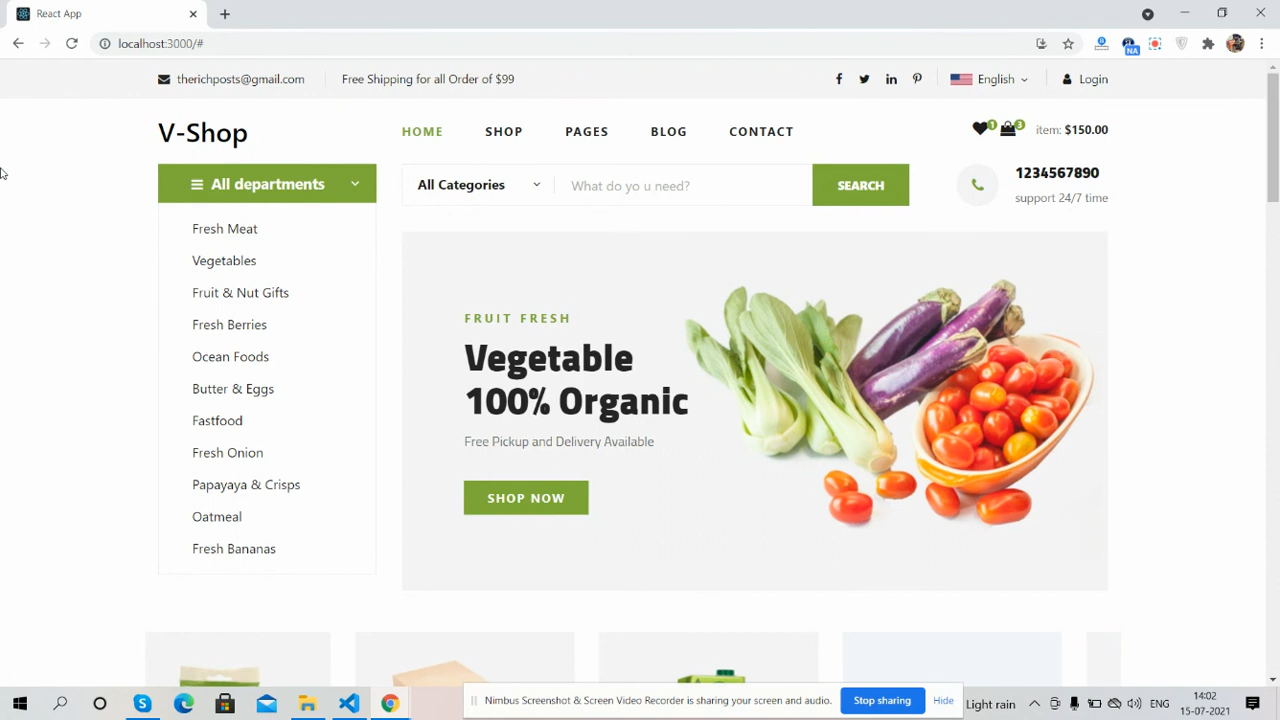 React App
localhost:3000/#
NA
therichposts@gmail.com
Free Shipping for all Order of $99
English
Login
V-Shop
HOME
SHOP
PAGES
BLOG
CONTACT
1
3
item: $150.00
All departments
All Categories
What do yo u need?
SEARCH
1234567890
support 24/7 time
Fresh Meat
Vegetables
Fruit & Nut Gifts
Fresh Berries
Ocean Foods
Butter & Eggs
Fastfood
Fresh Onion
Papayaya & Crisps
Oatmeal
Fresh Bananas
FRUIT FRESH
Vegetable
100% Organic
Free Pickup and Delivery Available
SHOP NOW
Nimbus Screenshot & Screen Video Recorder is sharing your screen and audio.
Stop sharing
Hide
Light rain
ENG
14:02
15-07-2021